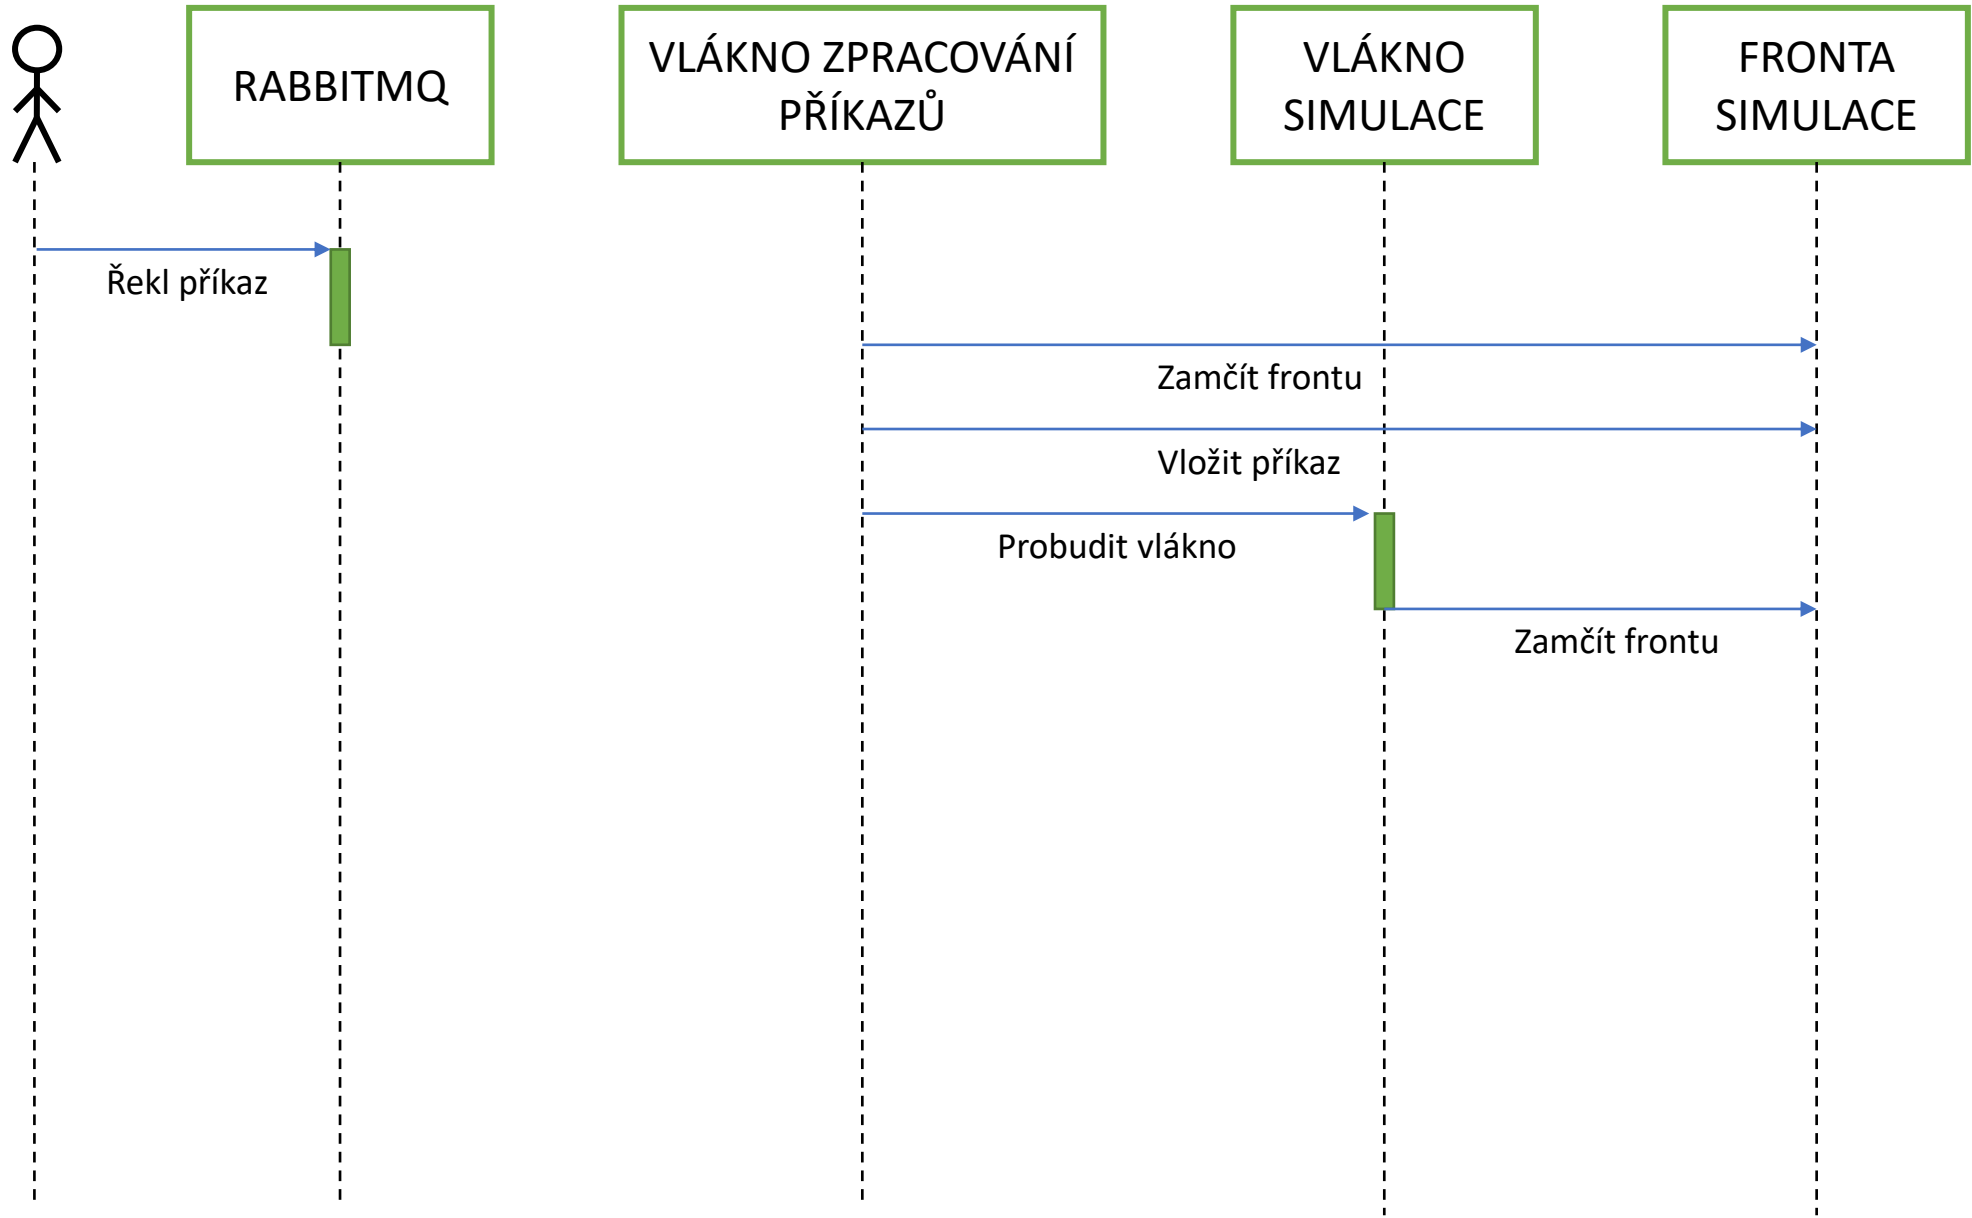 RABBITMQ
VLÁKNO ZPRACOVÁNÍ
PŘÍKAZŮ
VLÁKNO
SIMULACE
FRONTA
SIMULACE
Řekl příkaz
Zamčít frontu
Vložit příkaz
Probudit vlákno
Zamčít frontu